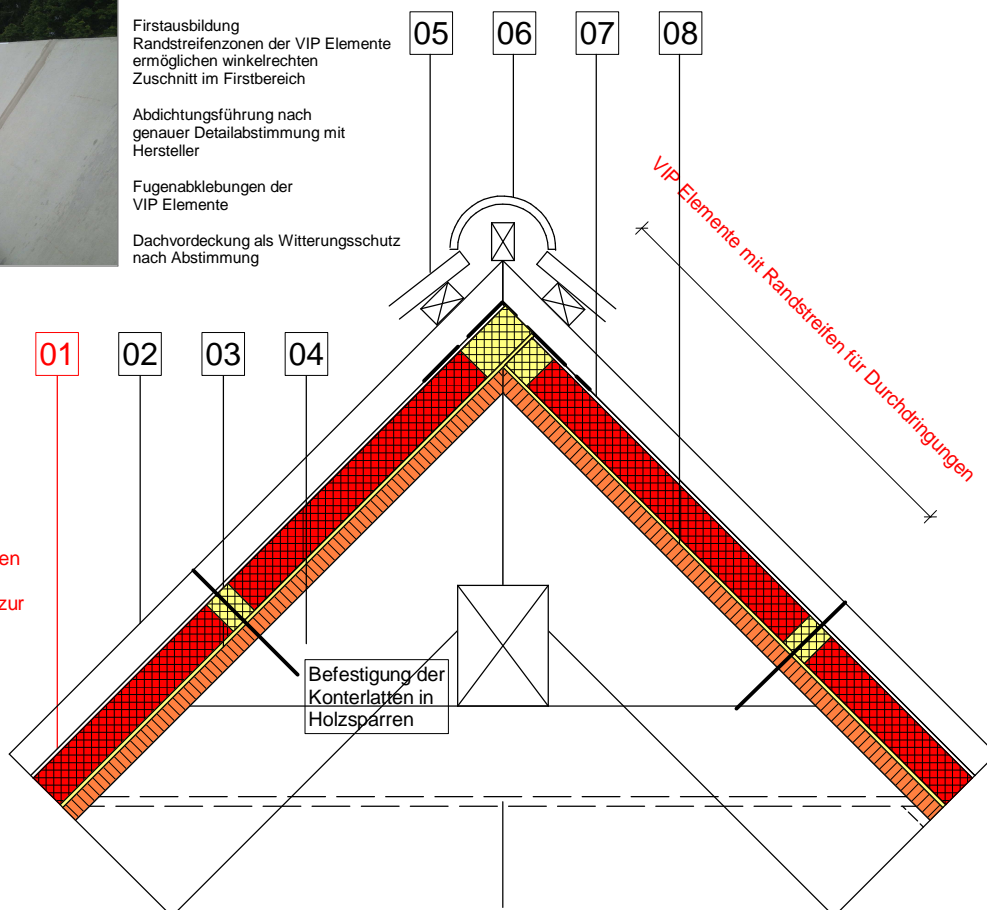 Firstausbildung
Randstreifenzonen der VIP Elemente
ermöglichen winkelrechten
Zuschnitt im Firstbereich
Abdichtungsführung nach
genauer Detailabstimmung mit
Hersteller
Fugenabklebungen der
VIP Elemente
Dachvordeckung als Witterungsschutz
nach Abstimmung
05
06
07
08
VIP Elemente mit Randstreifen für Durchdringungen
01
02
03
04
en
zur
Befestigung der
Konterlatten in
Holzsparren